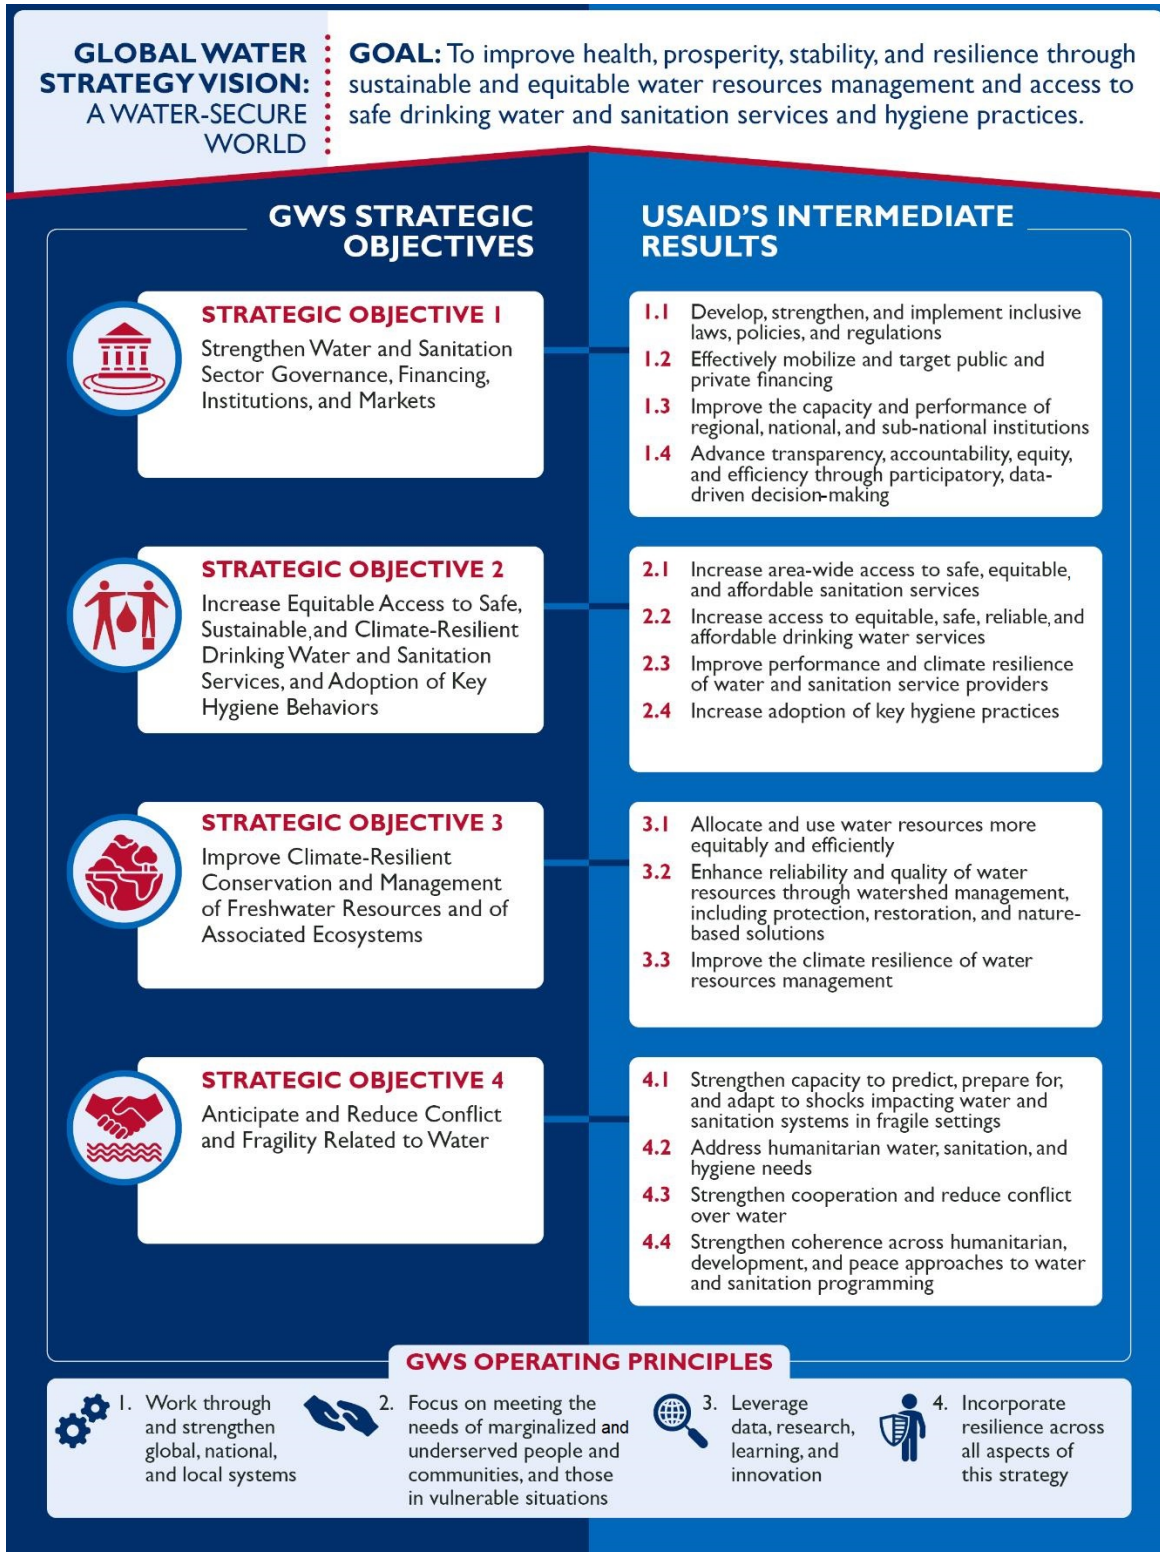 GLOBAL WATER
STRATEGY VISION:
A WATER-SECURE
WORLD
GOAL: To improve health, prosperity, stability, and resilience through
sustainable and equitable water resources management and access to
safe drinking water and sanitation services and hygiene practices.
GWS STRATEGIC
OBJECTIVES
USAID'S INTERMEDIATE
RESULTS
STRATEGIC OBJECTIVE 1
Strengthen Water and Sanitation
Sector Governance, Financing,
Institutions, and Markets
1.1 Develop, strengthen, and implement inclusive
laws, policies, and regulations
1.2 Effectively mobilize and target public and
private financing
1.3 Improve the capacity and performance of
regional, national, and sub-national institutions
1.4 Advance transparency, accountability, equity,
and efficiency through participatory, data-
driven decision-making
STRATEGIC OBJECTIVE 2
Increase Equitable Access to Safe,
Sustainable, and Climate-Resilient
Drinking Water and Sanitation
Services, and Adoption of Key
Hygiene Behaviors
2.1 Increase area-wide access to safe, equitable,
and affordable sanitation services
2.2 Increase access to equitable, safe, reliable, and
affordable drinking water services
2.3 Improve performance and climate resilience
of water and sanitation service providers
2.4 Increase adoption of key hygiene practices
STRATEGIC OBJECTIVE 3
Improve Climate-Resilient
Conservation and Management
of Freshwater Resources and of
Associated Ecosystems
3.1 Allocate and use water resources more
equitably and efficiently
3.2 Enhance reliability and quality of water
resources through watershed management,
including protection, restoration, and nature-
based solutions
3.3 Improve the climate resilience of water
resources management
STRATEGIC OBJECTIVE 4
Anticipate and Reduce Conflict
and Fragility Related to Water
4.1 Strengthen capacity to predict, prepare for,
and adapt to shocks impacting water and
sanitation systems in fragile settings
4.2 Address humanitarian water, sanitation, and
hygiene needs
4.3 Strengthen cooperation and reduce conflict
over water
4.4 Strengthen coherence across humanitarian,
development, and peace approaches to water
and sanitation programming
GWS OPERATING PRINCIPLES
1. Work through
and strengthen
global, national,
and local systems
2. Focus on meeting the
needs of marginalized and
underserved people and
communities, and those
in vulnerable situations
3. Leverage
data, research,
learning, and
innovation
4. Incorporate
resilience across
all aspects of
this strategy